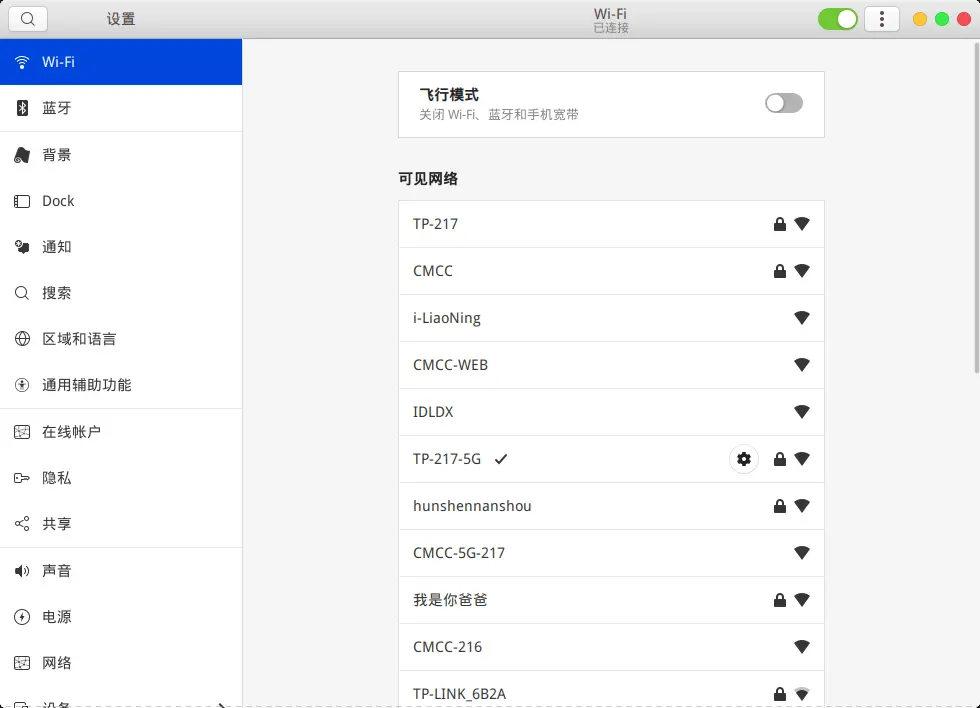 设置
Wi-Fi
已连接
Wi-Fi
蓝牙
背景
Dock
通知
搜索
区域和语言
通用辅助功能
在线帐户
隐私
共享
声音
电源
网络
设备
飞行模式
关闭 Wi-Fi、蓝牙和手机宽带
可见网络
TP-217
CMCC
i-LiaoNing
CMCC-WEB
IDLDX
TP-217-5G
hunshennanshou
CMCC-5G-217
我是你爸爸
CMCC-216
TP-LINK_6B2A